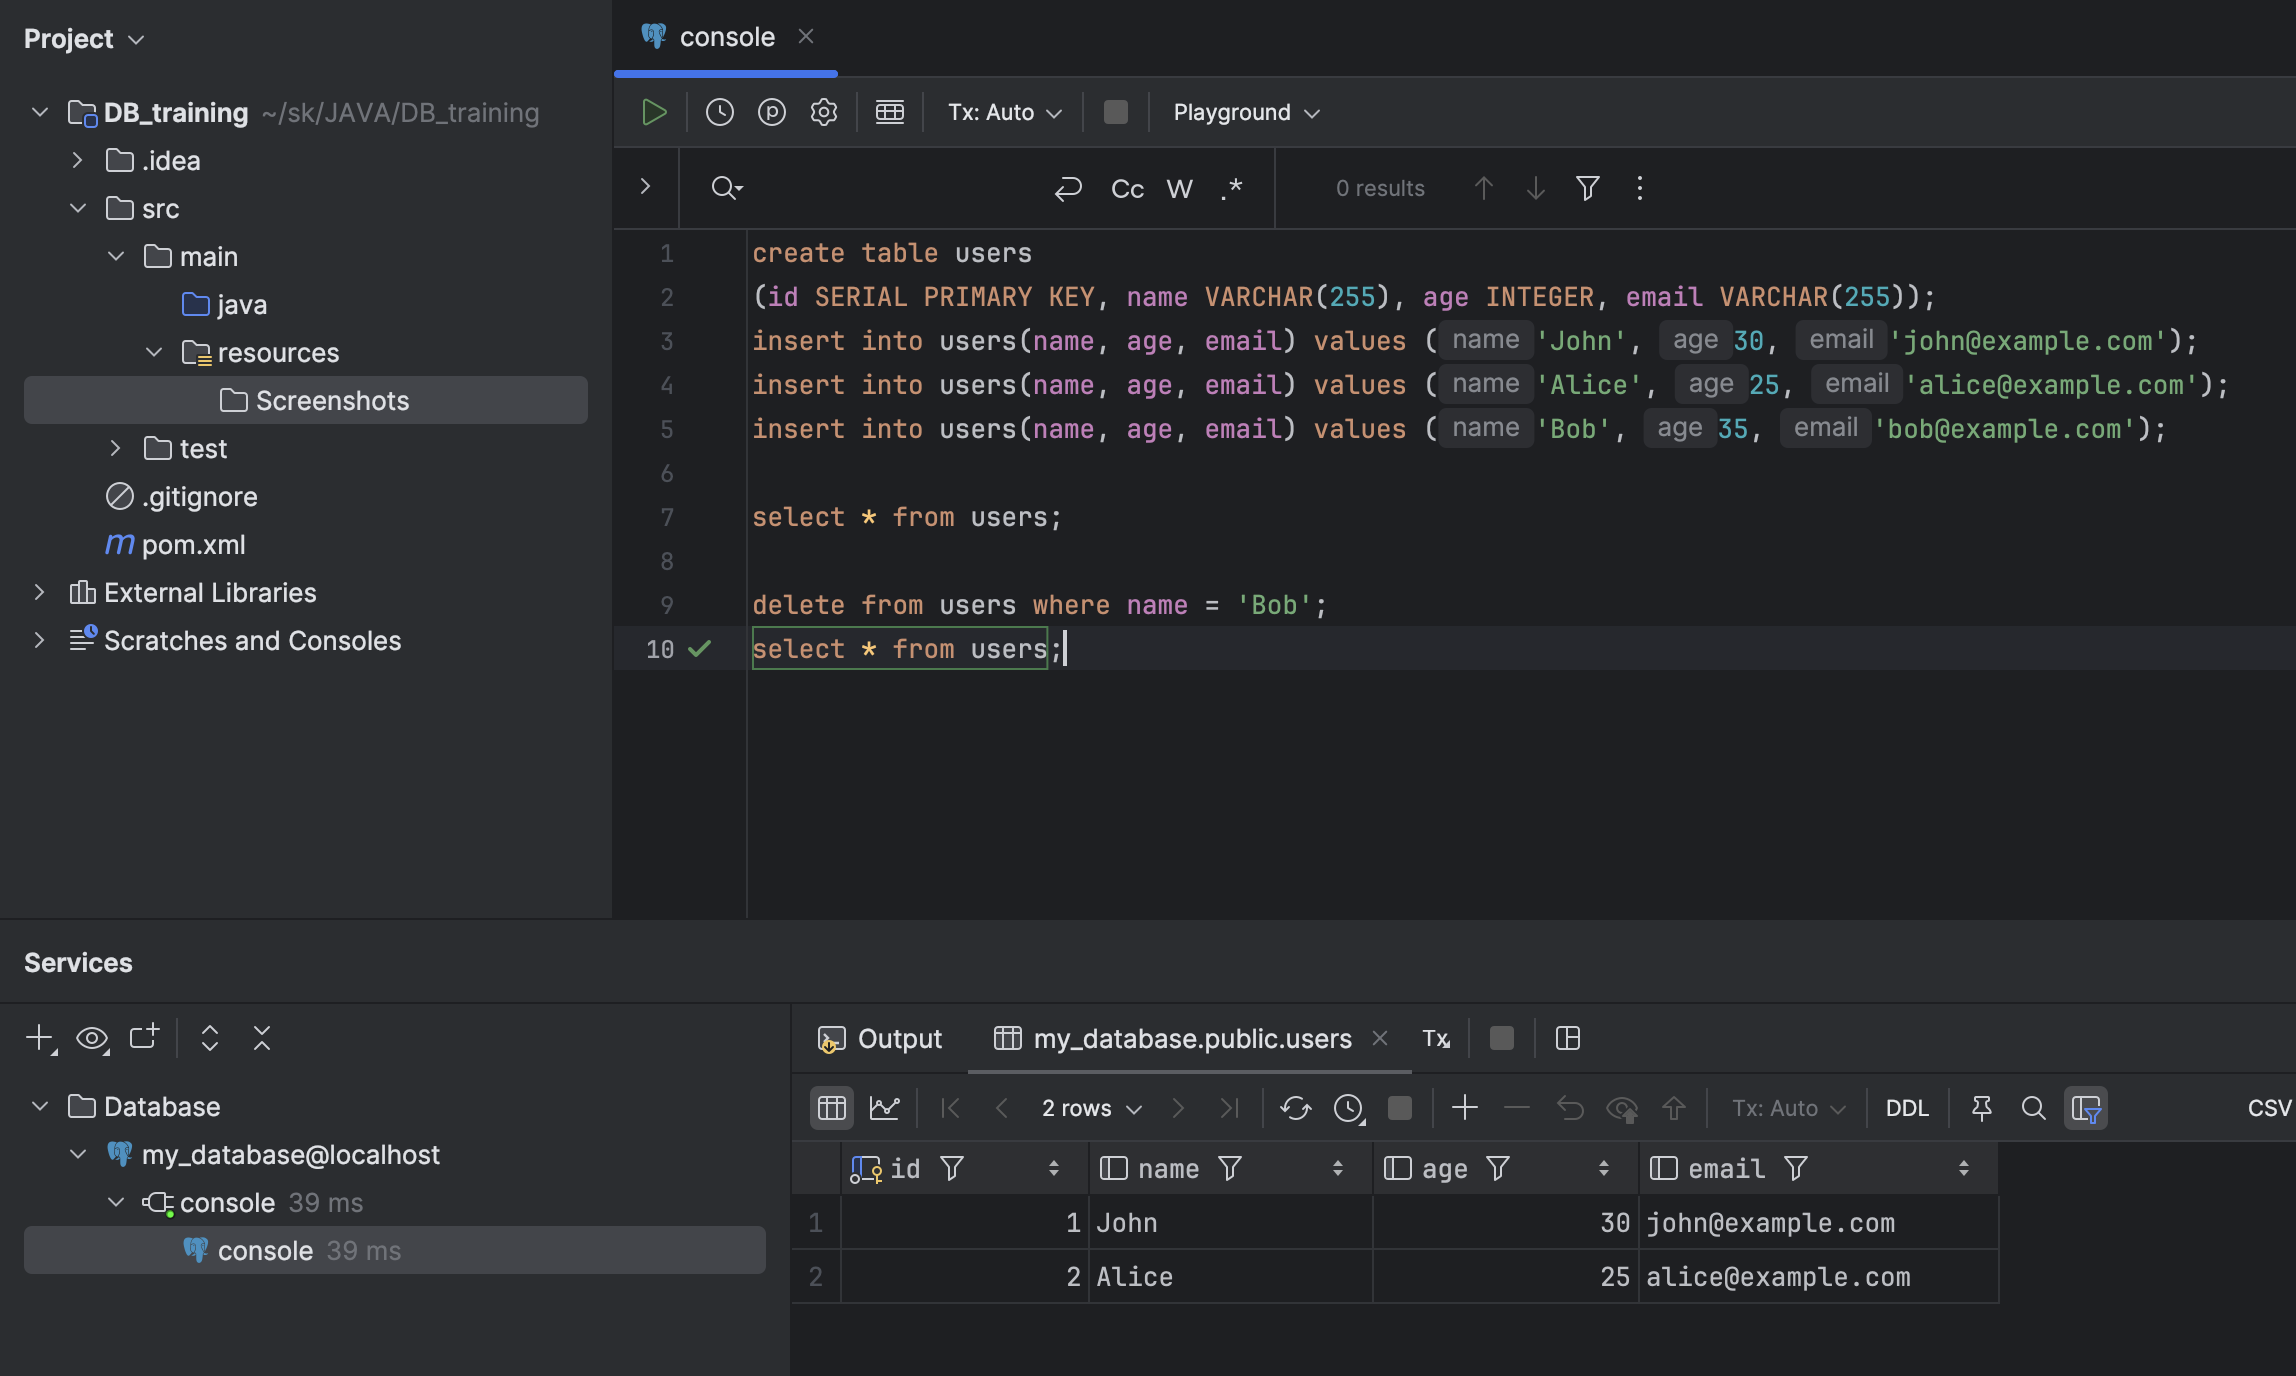 Project
DB_training ~/sk/JAVA/DB_training
.idea
src
main
java
resources
Screenshots
test
.gitignore
m pom.xml
External Libraries
Scratches and Consoles
console
Tx: Auto
Playground
Cc W .*
0 results
1 create table users
2 (id SERIAL PRIMARY KEY, name VARCHAR(255), age INTEGER, email VARCHAR(255));
3 insert into users(name, age, email) values ( name 'John', age 30, email 'john@example.com');
4 insert into users(name, age, email) values ( name 'Alice', age 25, email 'alice@example.com');
5 insert into users(name, age, email) values ( name 'Bob', age 35, email 'bob@example.com');
6
7 select * from users;
8
9 delete from users where name = 'Bob';
10 select * from users;
Services
Database
my_database@localhost
console 39 ms
console 39 ms
Output my_database.public.users Tx
2 rows Tx: Auto DDL CSV
id name age email
1 1 John 30 john@example.com
2 2 Alice 25 alice@example.com